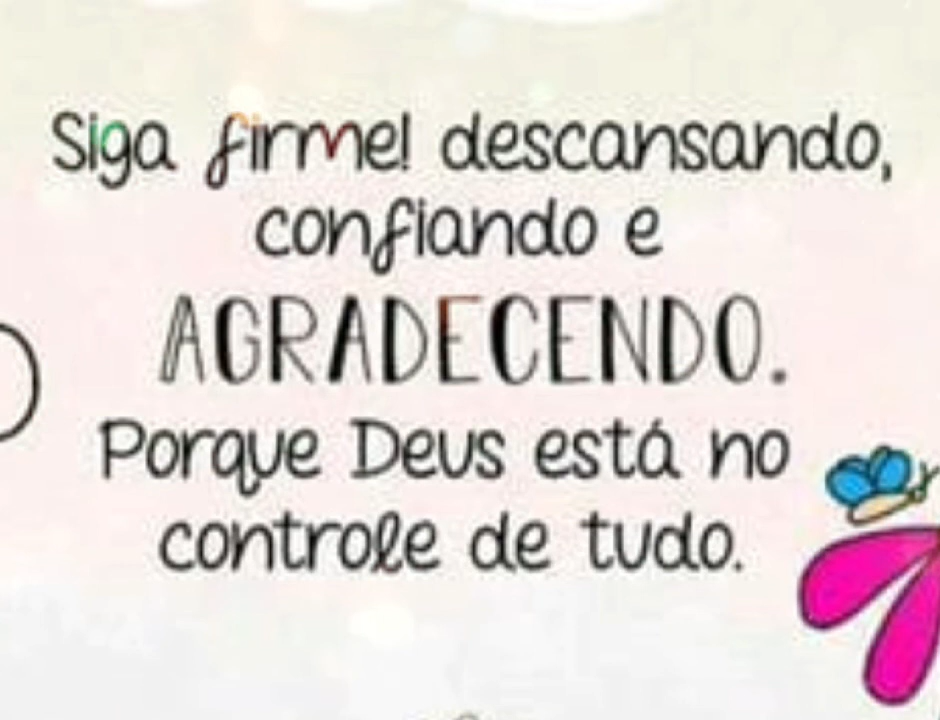 Siga firme! descansando,
confiando e
AGRADECENDO.
Porque Deus está no
controle de tudo.